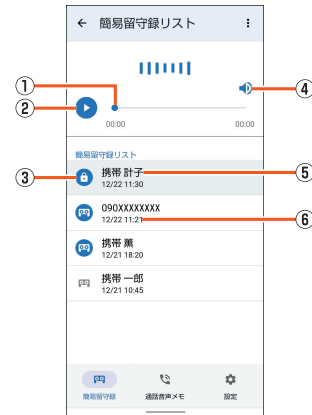 ← 簡易留守録リスト
①
②
③
④
⑤
⑥
00:00 00:00
簡易留守録リスト
携帯 計子
12/22 11:30
090XXXXXXXX
12/22 11:21
携帯 薫
12/21 18:20
携帯 一郎
12/21 10:45
簡易留守録 通話音声メモ 設定